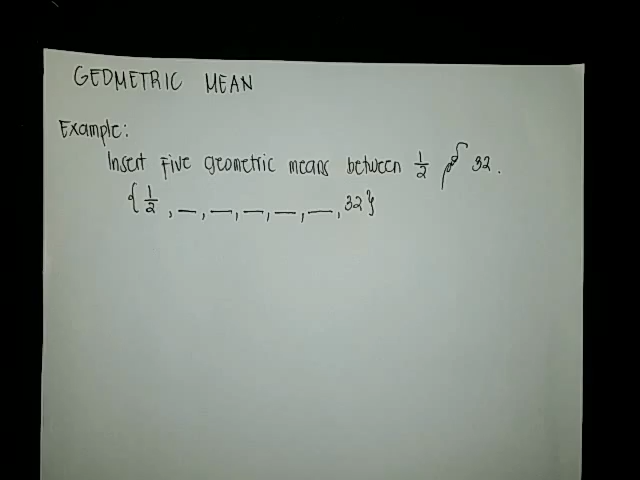 GEOMETRIC MEAN
Example:
Insert Five geometric means between 1/2 & 32.
{1/2, _, _, _, _, _, 32}